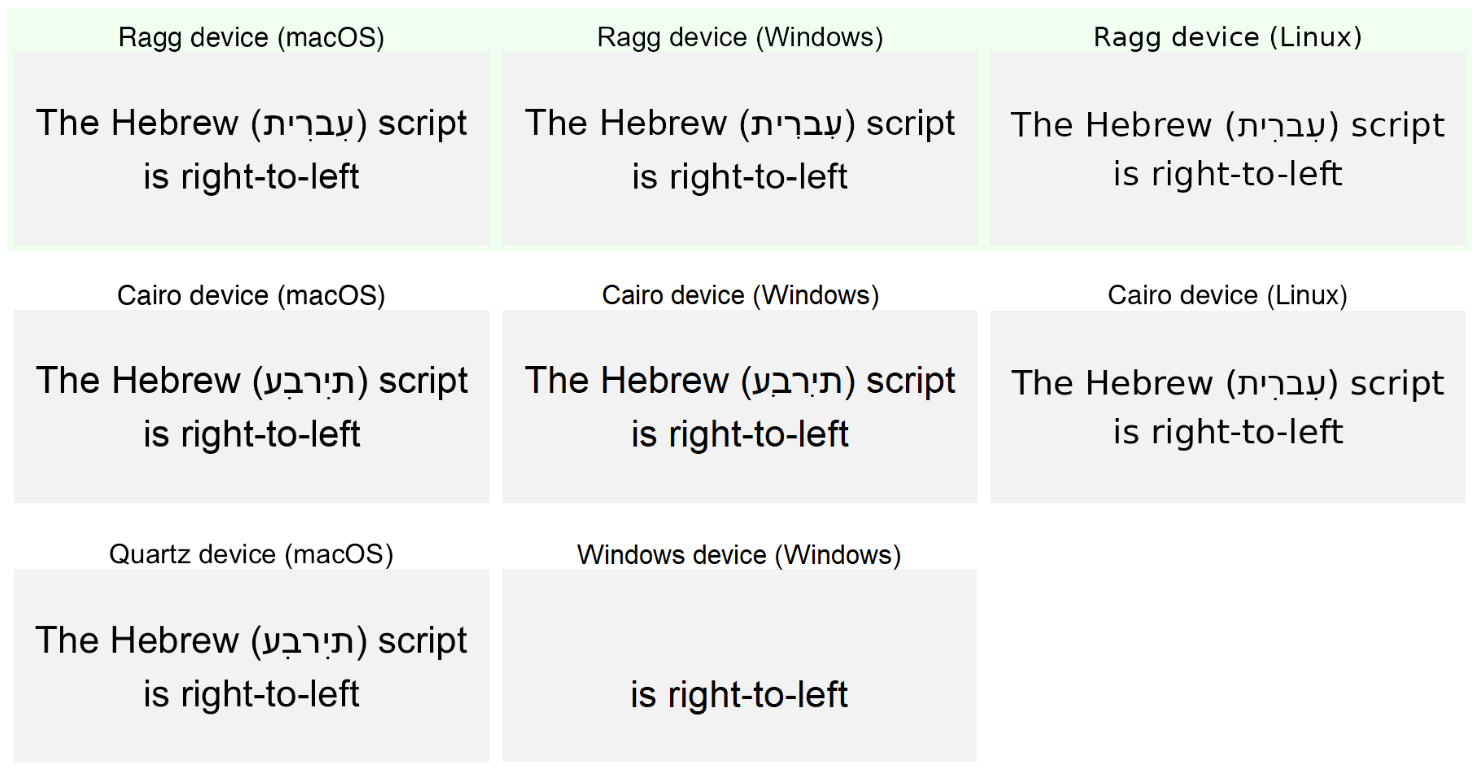 Ragg device (macOS)
The Hebrew (עִברִית) script
is right-to-left
Ragg device (Windows)
The Hebrew (עִברִית) script
is right-to-left
Ragg device (Linux)
The Hebrew (עִברִית) script
is right-to-left
Cairo device (macOS)
The Hebrew (תיִרבִע) script
is right-to-left
Cairo device (Windows)
The Hebrew (תיִרבִע) script
is right-to-left
Cairo device (Linux)
The Hebrew (עִברִית) script
is right-to-left
Quartz device (macOS)
The Hebrew (תיִרבִע) script
is right-to-left
Windows device (Windows)
is right-to-left